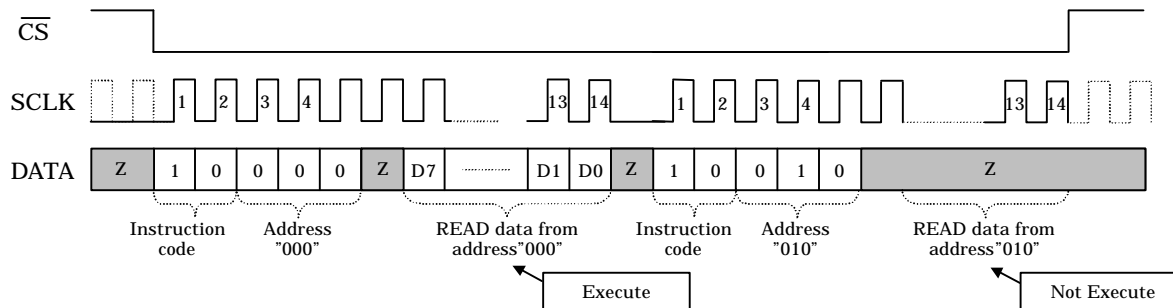 CS
SCLK
1 2 3 4 13 14 1 2 3 4 13 14
DATA
Z 1 0 0 0 0 Z D7 D1 D0 Z 1 0 0 1 0 Z
Instruction code
Address "000"
READ data from address"000"
Instruction code
Address "010"
READ data from address"010"
Execute
Not Execute